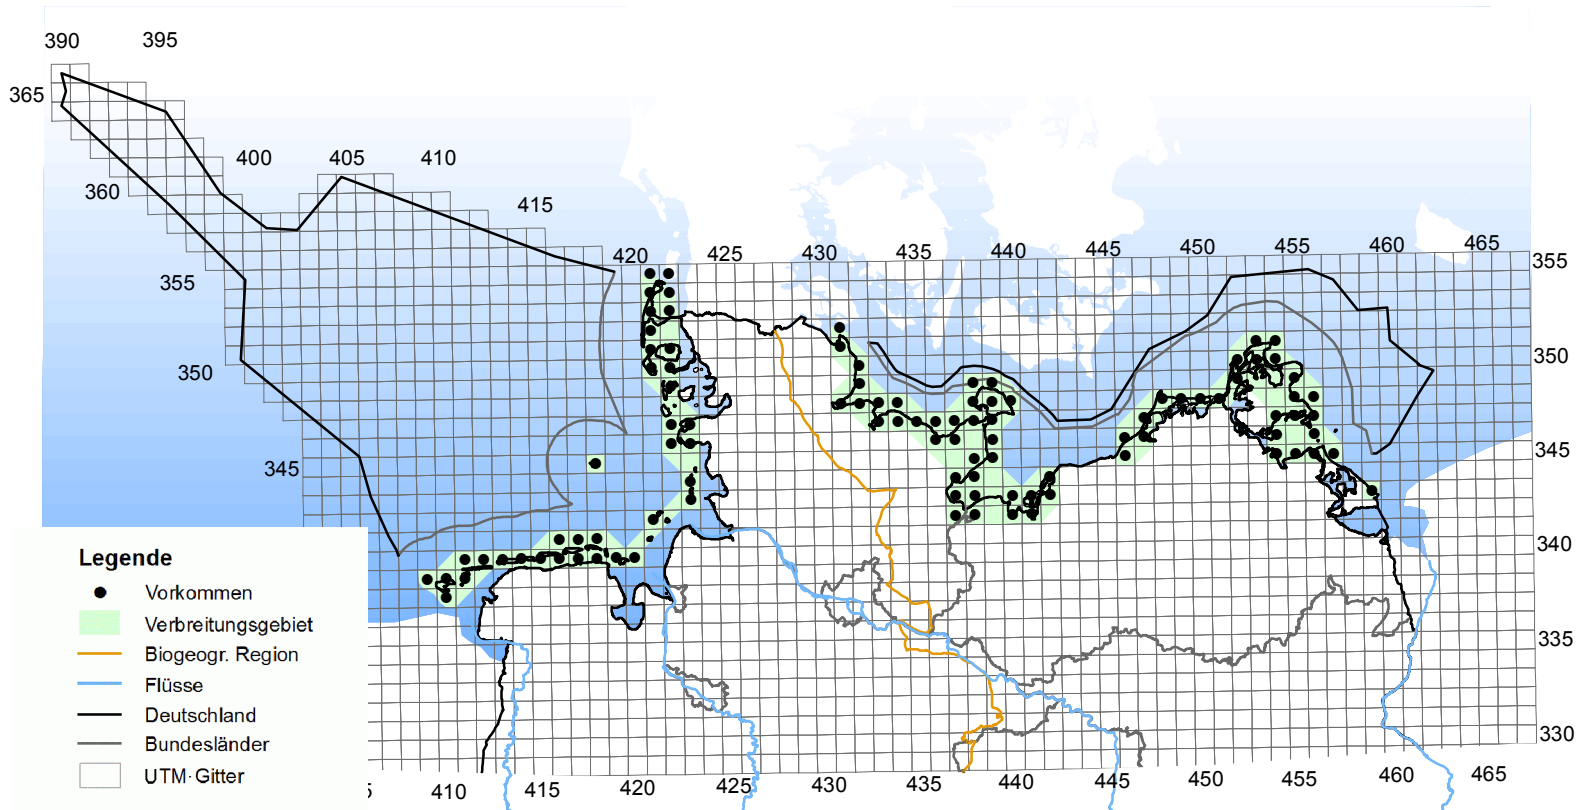 390 395
365
400 405 410
360
415
420 425 430 435 440 445 450 455 460 465
355
355
350
350
345
345
340
335
330
Legende
Vorkommen
Verbreitungsgebiet
Biogeogr. Region
Flüsse
Deutschland
Bundesländer
UTM-Gitter
410 415 420 425 430 435 440 445 450 455 460 465